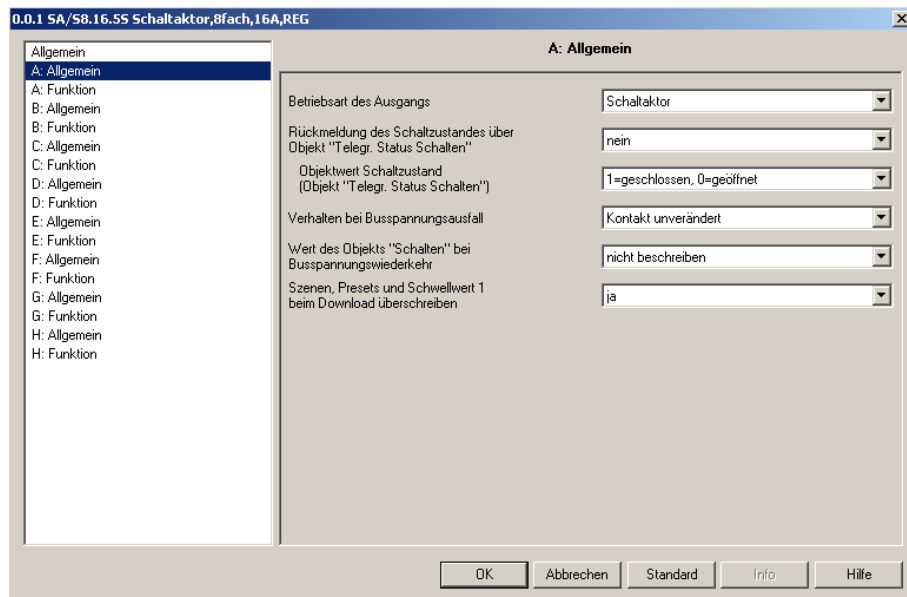 0.0.1 SA/S8.16.5S Schaltaktor,8fach,16A,REG
Allgemein
A: Allgemein
A: Funktion
B: Allgemein
B: Funktion
C: Allgemein
C: Funktion
D: Allgemein
D: Funktion
E: Allgemein
E: Funktion
F: Allgemein
F: Funktion
G: Allgemein
G: Funktion
H: Allgemein
H: Funktion
A: Allgemein
Betriebsart des Ausgangs
Schaltaktor
Rückmeldung des Schaltzustandes über
Objekt "Telegr. Status Schalten"
nein
Objektwert Schaltzustand
(Objekt "Telegr. Status Schalten")
1=geschlossen, 0=geöffnet
Verhalten bei Busspannungsausfall
Kontakt unverändert
Wert des Objekts "Schalten" bei
Busspannungswiederkehr
nicht beschreiben
Szenen, Presets und Schwellwert 1
beim Download überschreiben
ja
OK
Abbrechen
Standard
Info
Hilfe